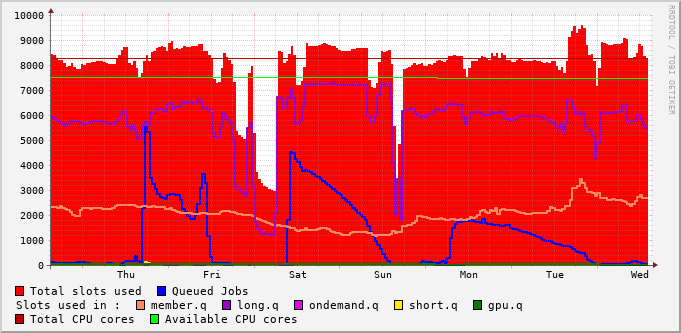 10000
9000
8000
7000
6000
5000
4000
3000
2000
1000
0
Thu Fri Sat Sun Mon Tue Wed
RRDTOOL / TOBI OETIKER
Total slots used Queued Jobs
Slots used in : member.q long.q ondemand.q short.q gpu.q
Total CPU cores Available CPU cores